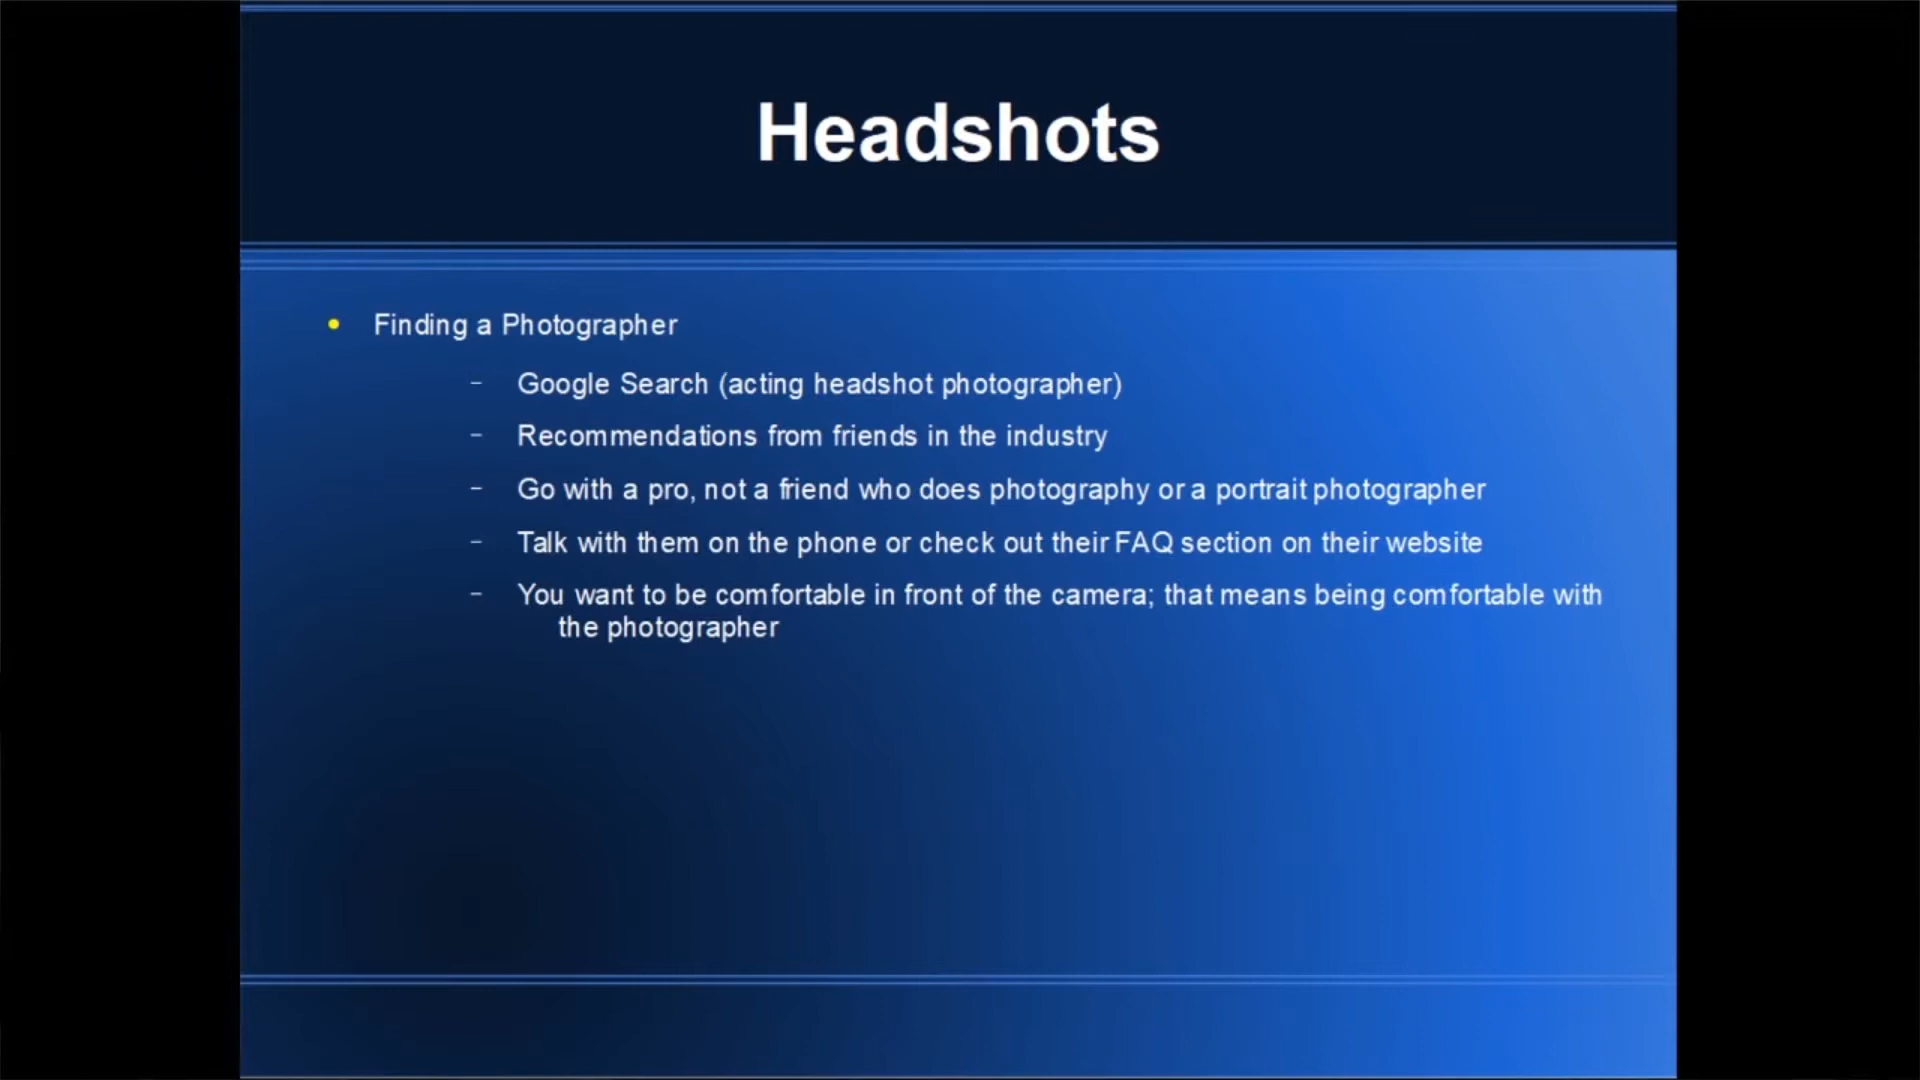 Headshots
• Finding a Photographer
– Google Search (acting headshot photographer)
– Recommendations from friends in the industry
– Go with a pro, not a friend who does photography or a portrait photographer
– Talk with them on the phone or check out their FAQ section on their website
– You want to be comfortable in front of the camera; that means being comfortable with
the photographer